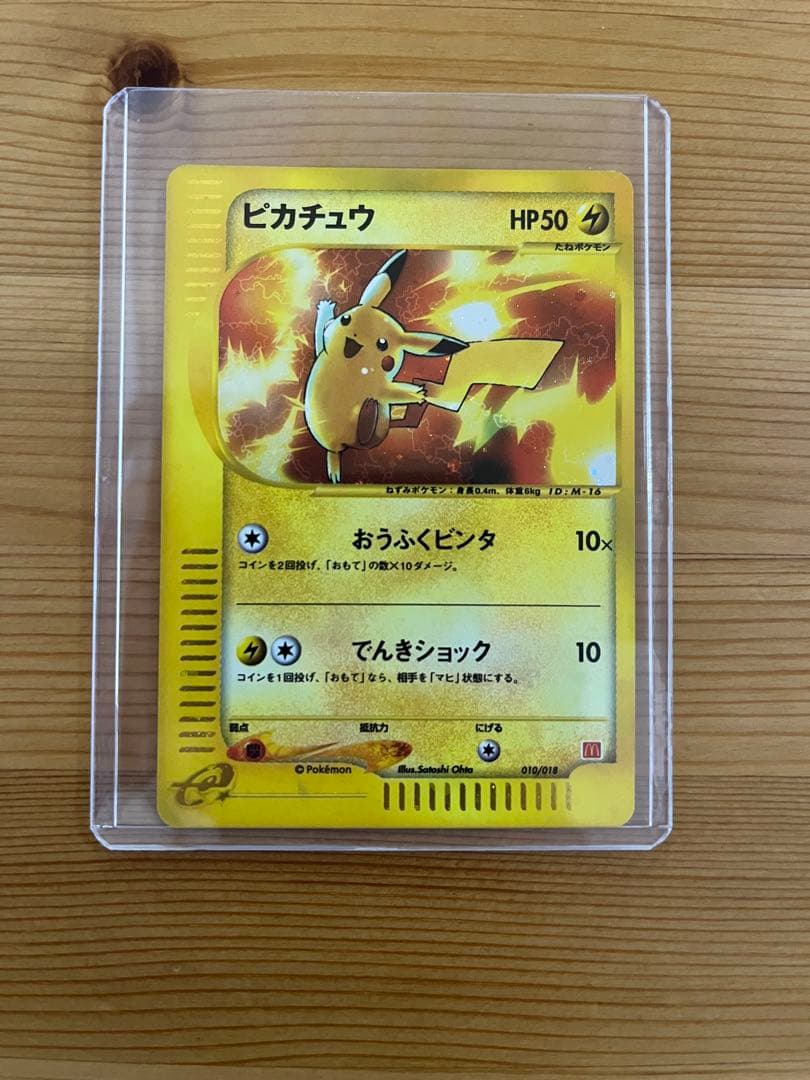 ピカチュウ HP50
たねポケモン
ねずみポケモン：身長0.4m、体重6kg ID:M-16
おうふくビンタ 10×
コインを2回投げ、「おもて」の数×10ダメージ。
でんきショック 10
コインを1回投げ、「おもて」なら、相手を「マヒ」状態にする。
弱点 抵抗力 にげる
©Pokémon Illus.Satoshi Ohta 010/018